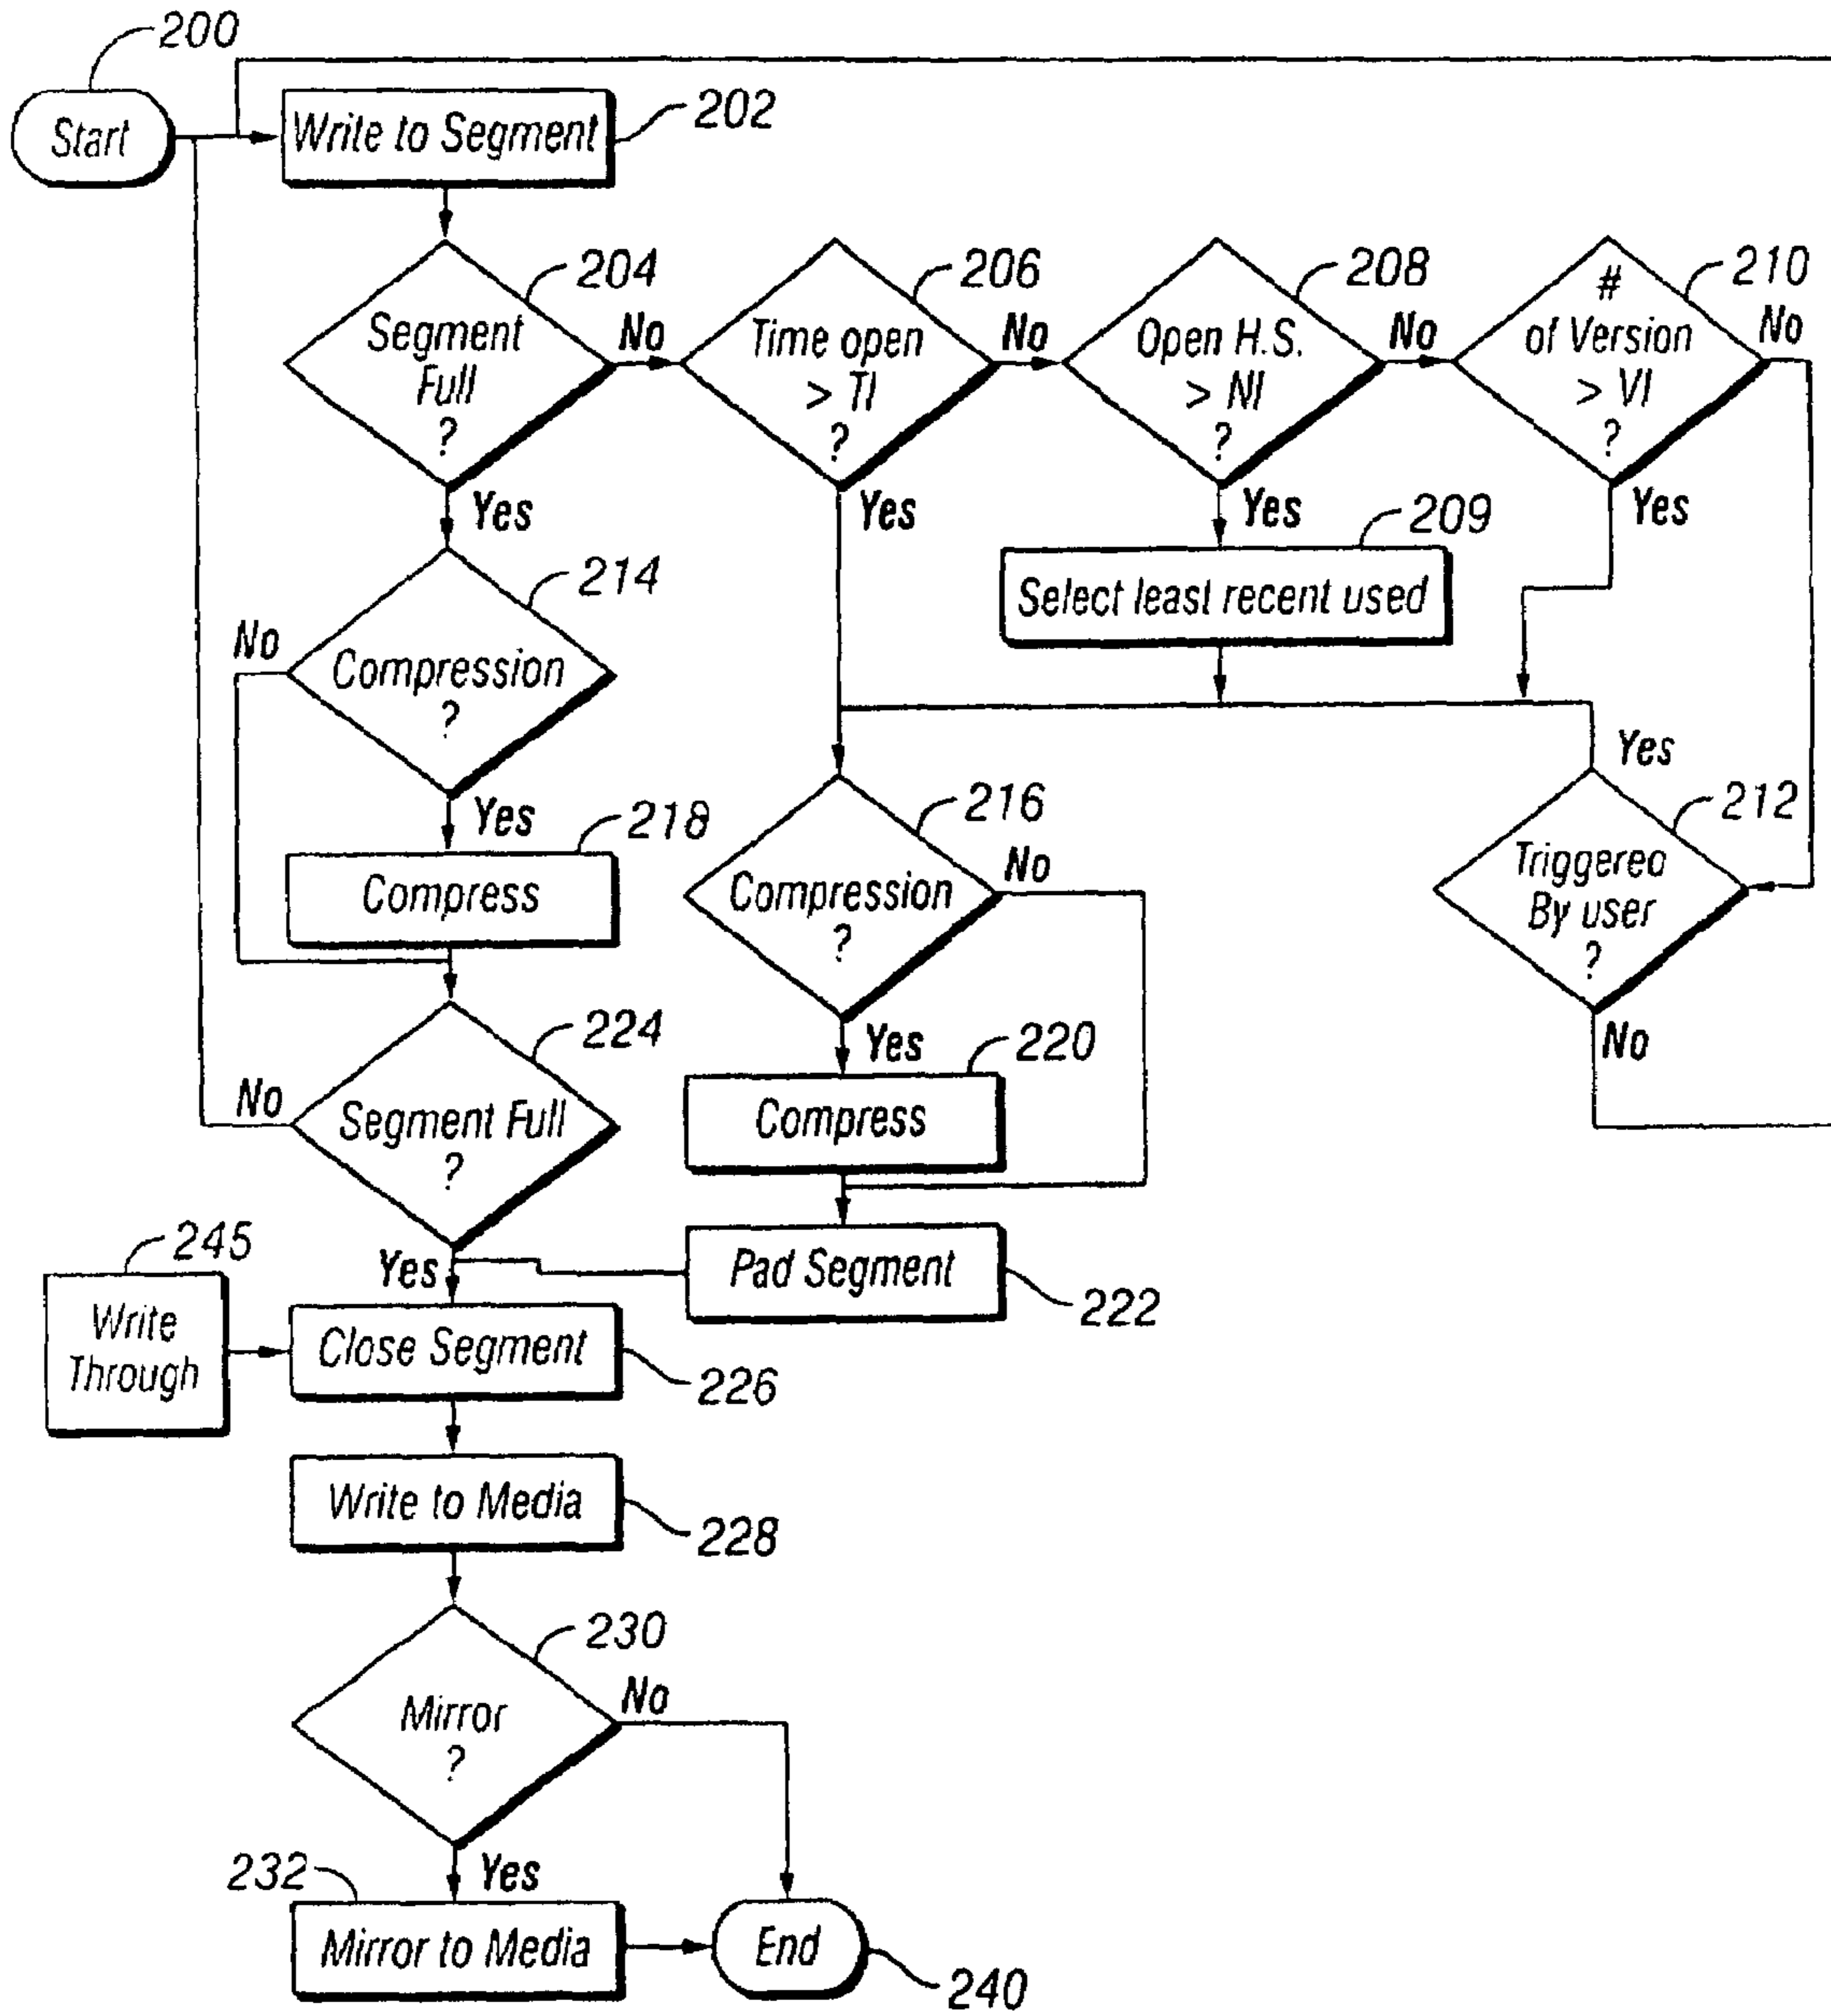 200
Start
Write to Segment
202
Segment
Full
?
204
No
Time open
> TI
?
206
No
Open H.S.
> NI
?
208
No
#
of Version
> VI
?
210
No
Yes
Yes
Yes
Yes
209
Select least recent used
214
No
Compression
?
Yes
Yes
218
Compress
216
Compression
?
No
212
Triggered
By user
?
No
224
No
Segment Full
?
Yes
220
Compress
245
Write
Through
Yes
Pad Segment
222
Close Segment
226
Write to Media
228
230
Mirror
?
No
232
Yes
Mirror to Media
End
240